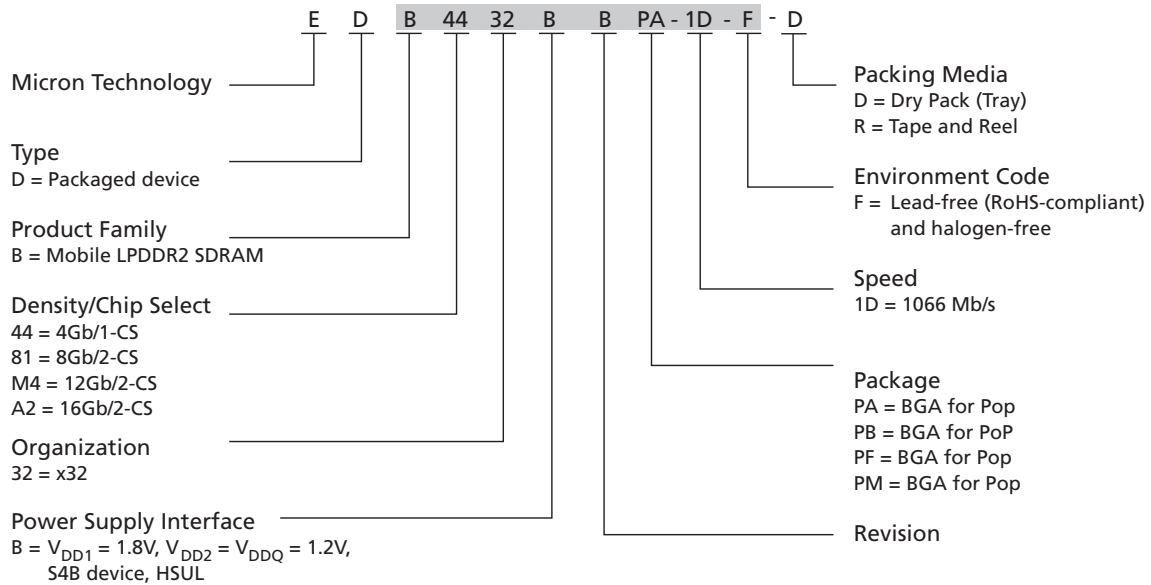 E D B 44 32 B B PA - 1D - F - D
Micron Technology
Type
D = Packaged device
Product Family
B = Mobile LPDDR2 SDRAM
Density/Chip Select
44 = 4Gb/1-CS
81 = 8Gb/2-CS
M4 = 12Gb/2-CS
A2 = 16Gb/2-CS
Organization
32 = x32
Power Supply Interface
B = VDD1 = 1.8V, VDD2 = VDDQ = 1.2V,
S4B device, HSUL
Packing Media
D = Dry Pack (Tray)
R = Tape and Reel
Environment Code
F = Lead-free (RoHS-compliant)
and halogen-free
Speed
1D = 1066 Mb/s
Package
PA = BGA for Pop
PB = BGA for PoP
PF = BGA for Pop
PM = BGA for Pop
Revision